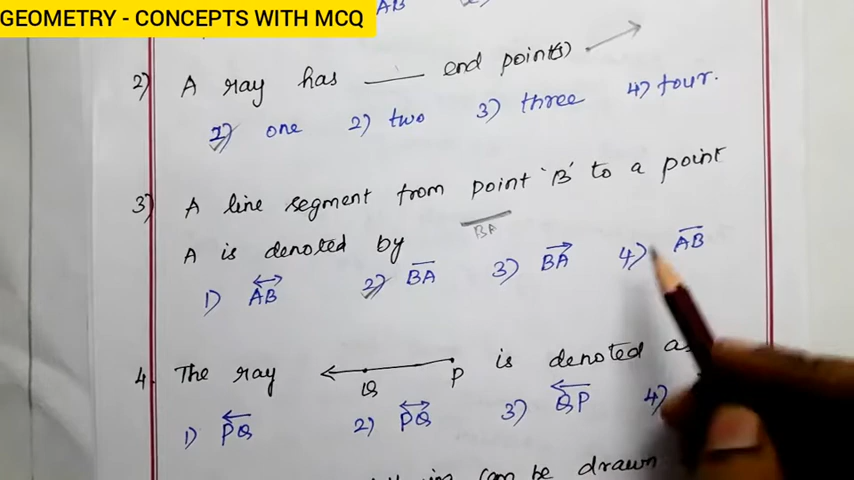 GEOMETRY - CONCEPTS WITH MCQ
AB
2) A ray has ____ end point(s)
1) one 2) two 3) three 4) four.
3) A line segment from point 'B' to a point
BA
A is denoted by
1) AB 2) BA 3) BA 4) AB
4. The ray Q P is denoted as
1) PQ 2) PQ 3) QP 4)
can be drawn